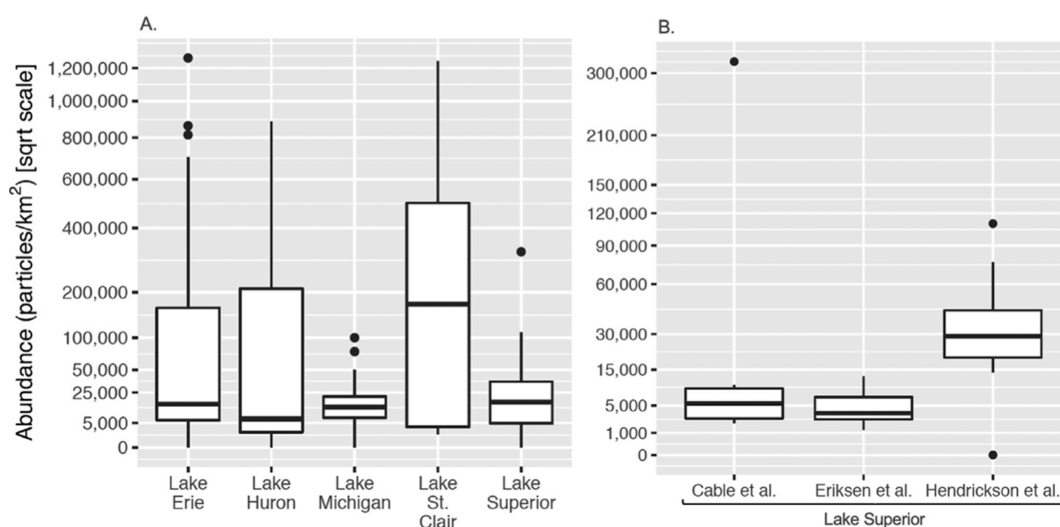 A.
Abundance (particles/km²) [sqrt scale]
1,200,000
1,000,000
800,000
600,000
400,000
200,000
100,000
50,000
25,000
5,000
0
Lake Erie
Lake Huron
Lake Michigan
Lake St. Clair
Lake Superior
B.
300,000
210,000
150,000
120,000
90,000
60,000
30,000
15,000
5,000
1,000
0
Cable et al.
Eriksen et al.
Hendrickson et al.
Lake Superior